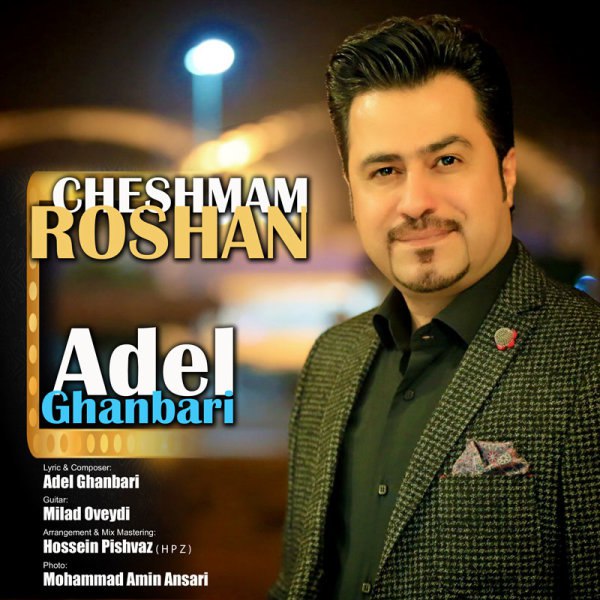 CHESHMAM
ROSHAN
Adel
Ghanbari
Lyric & Composer:
Adel Ghanbari
Guitar:
Milad Oveydi
Arrangement & Mix Mastering:
Hossein Pishvaz (HPZ)
Photo:
Mohammad Amin Ansari